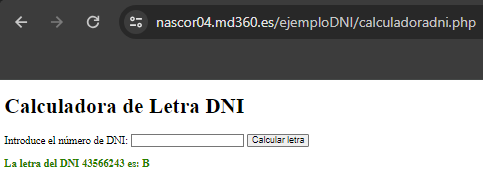 nascor04.md360.es/ejemploDNI/calculadoradni.php
Calculadora de Letra DNI
Introduce el número de DNI: Calcular letra
La letra del DNI 43566243 es: B